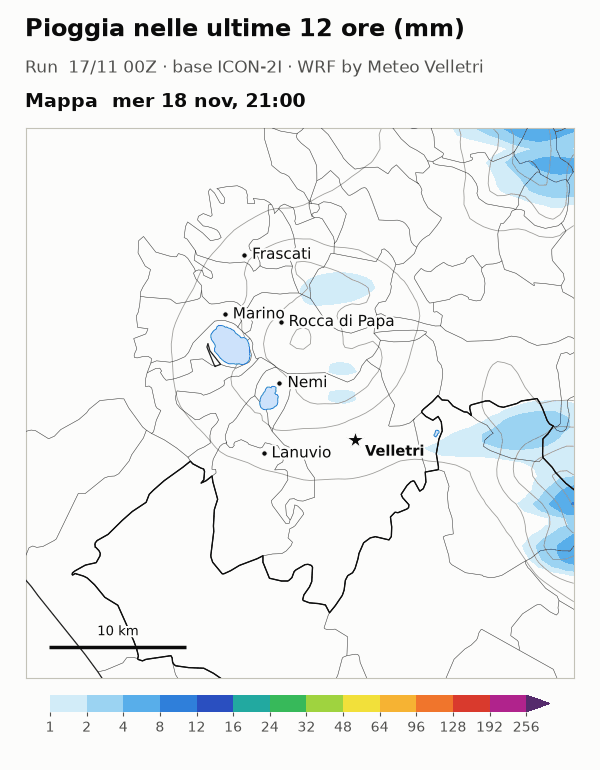 Pioggia nelle ultime 12 ore (mm)
Run  17/11 00Z · base ICON-2I · WRF by Meteo Velletri
Mappa  mer 18 nov, 21:00
Frascati
Marino
Rocca di Papa
Nemi
Velletri
Lanuvio
10 km
1 2 4 8 12 16 24 32 48 64 96 128 192 256